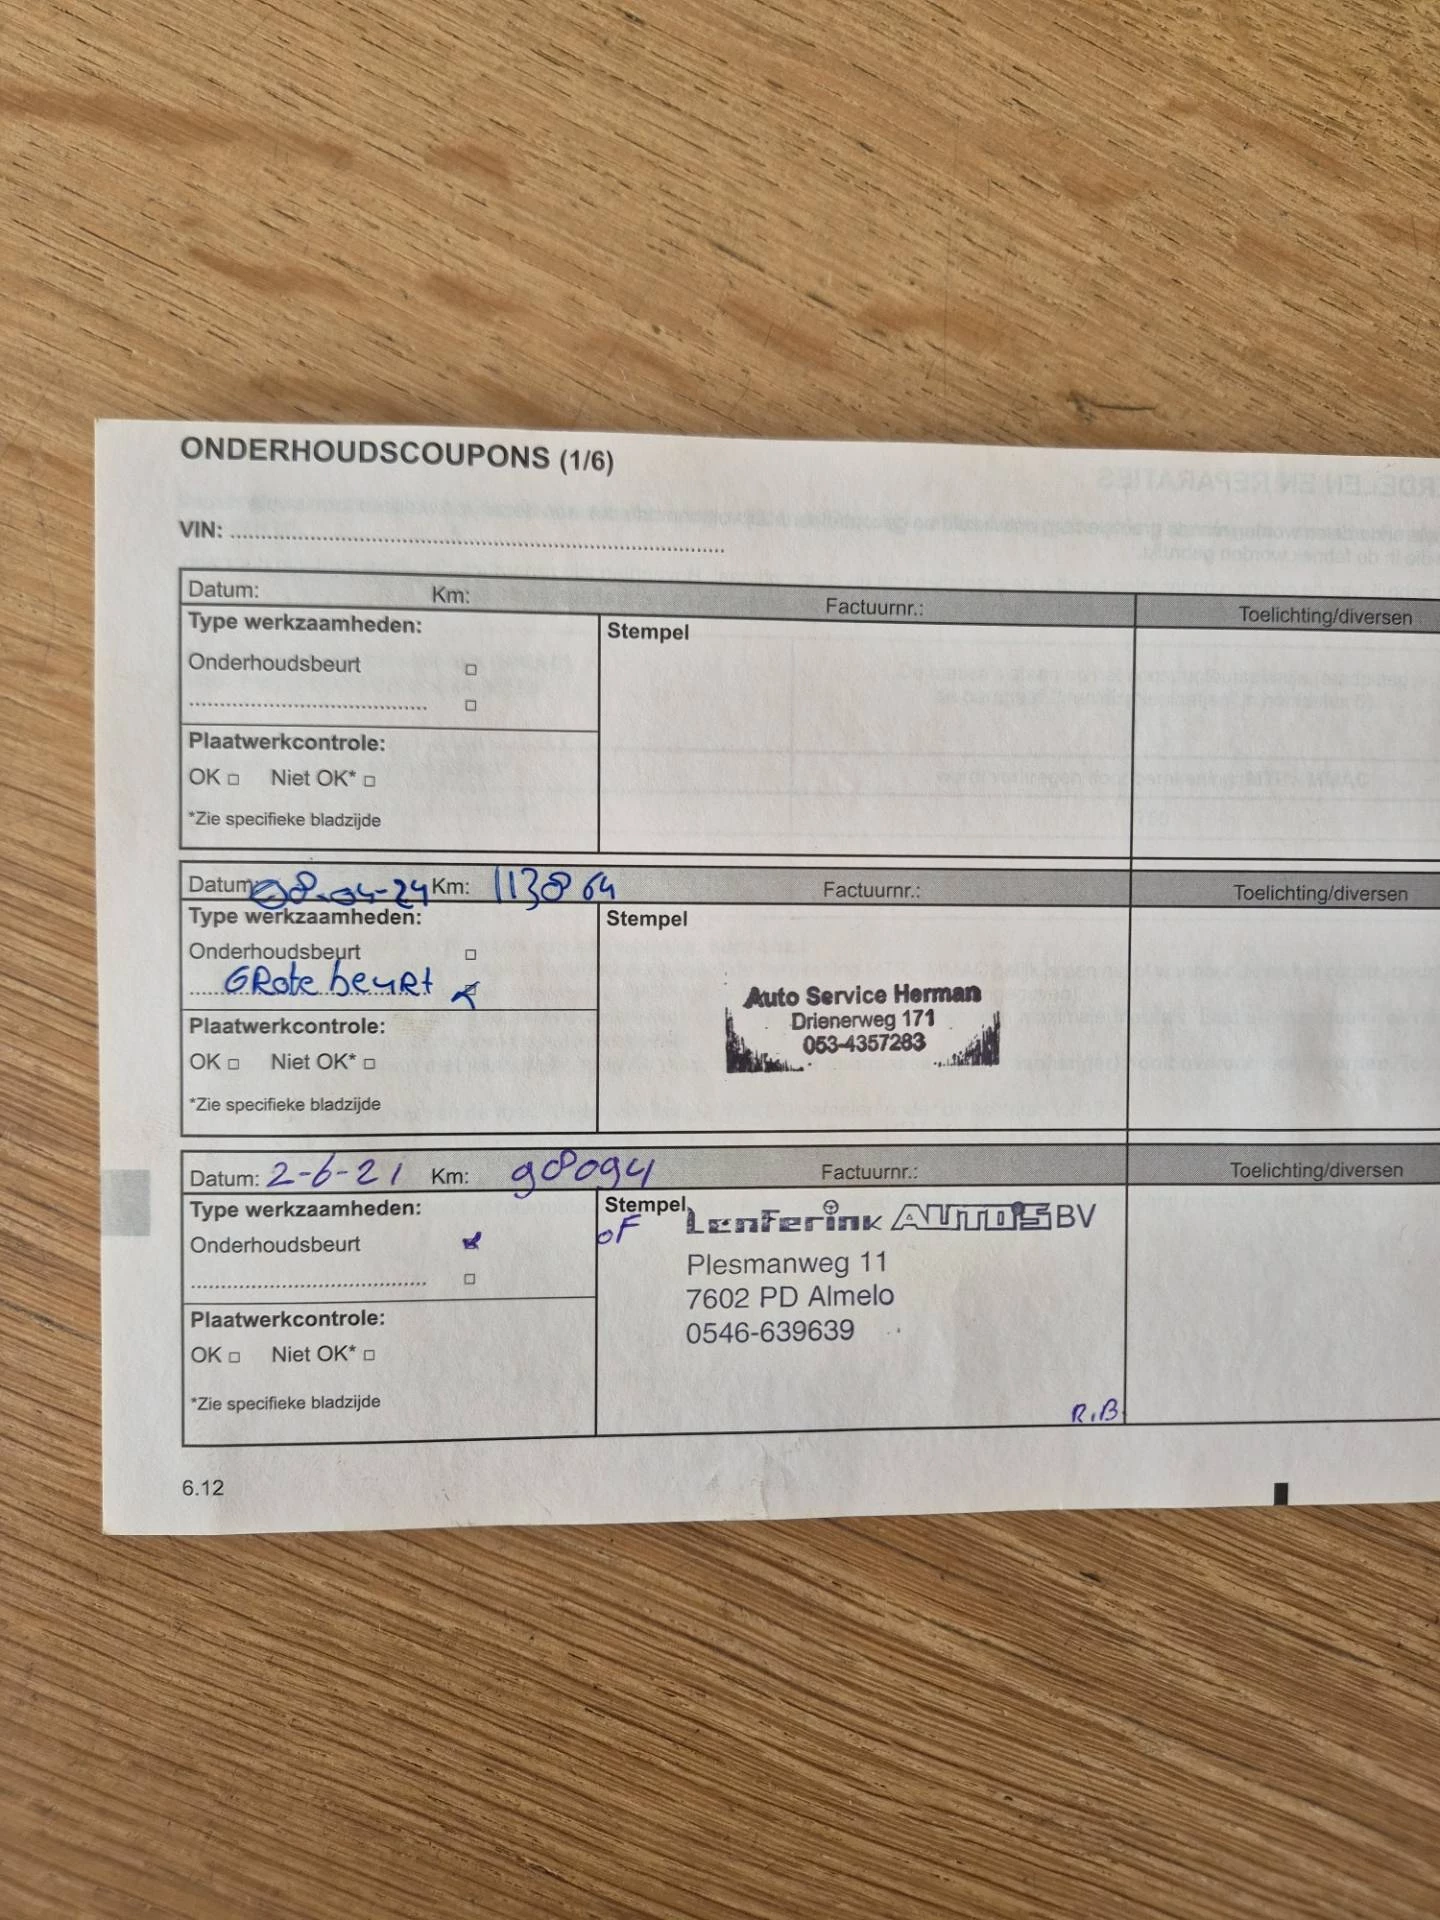 ONDERHOUDSCOUPONS (1/6)
VIN:
Datum: Km: Factuurnr.: Toelichting/diversen
Type werkzaamheden: Stempel
Onderhoudsbeurt
Plaatwerkcontrole:
OK Niet OK*
*Zie specifieke bladzijde
Datum: 08-04-24 Km: 113864 Factuurnr.: Toelichting/diversen
Type werkzaamheden: Stempel
Onderhoudsbeurt
GRote beurt
Auto Service Herman
Drienerweg 171
053-4357283
Plaatwerkcontrole:
OK Niet OK*
*Zie specifieke bladzijde
Datum: 2-6-21 Km: 98094 Factuurnr.: Toelichting/diversen
Type werkzaamheden: Stempel
Onderhoudsbeurt
OF Lenferink AUTO'S BV
Plesmanweg 11
7602 PD Almelo
0546-639639
Plaatwerkcontrole:
OK Niet OK*
*Zie specifieke bladzijde
R.B.
6.12